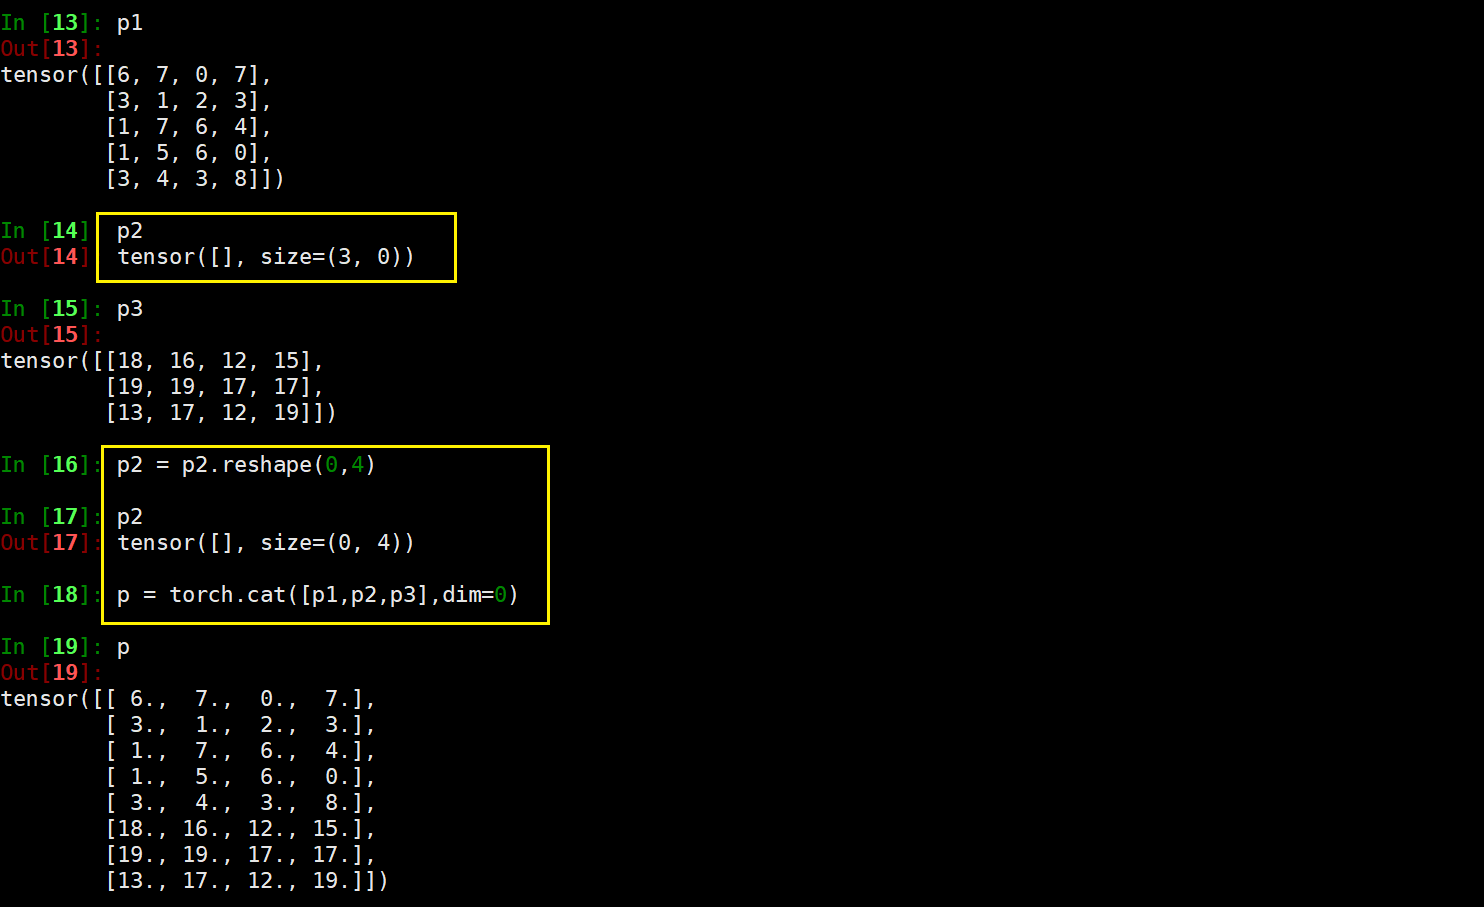 In [13]: p1
Out[13]:
tensor([[6, 7, 0, 7],
        [3, 1, 2, 3],
        [1, 7, 6, 4],
        [1, 5, 6, 0],
        [3, 4, 3, 8]])
In [14] p2
Out[14] tensor([], size=(3, 0))
In [15]: p3
Out[15]:
tensor([[18, 16, 12, 15],
        [19, 19, 17, 17],
        [13, 17, 12, 19]])
In [16]: p2 = p2.reshape(0,4)
In [17]: p2
Out[17]: tensor([], size=(0, 4))
In [18]: p = torch.cat([p1,p2,p3],dim=0)
In [19]: p
Out[19]:
tensor([[ 6.,  7.,  0.,  7.],
        [ 3.,  1.,  2.,  3.],
        [ 1.,  7.,  6.,  4.],
        [ 1.,  5.,  6.,  0.],
        [ 3.,  4.,  3.,  8.],
        [18., 16., 12., 15.],
        [19., 19., 17., 17.],
        [13., 17., 12., 19.]])